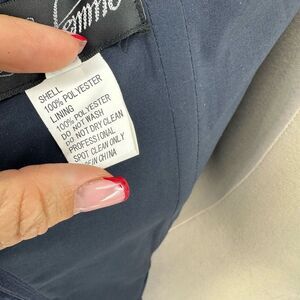 SHELL
100% POLYESTER
LINING
100% POLYESTER
DO NOT WASH
DO NOT DRY CLEAN
PROFESSIONAL
SPOT CLEAN ONLY
IN CHINA